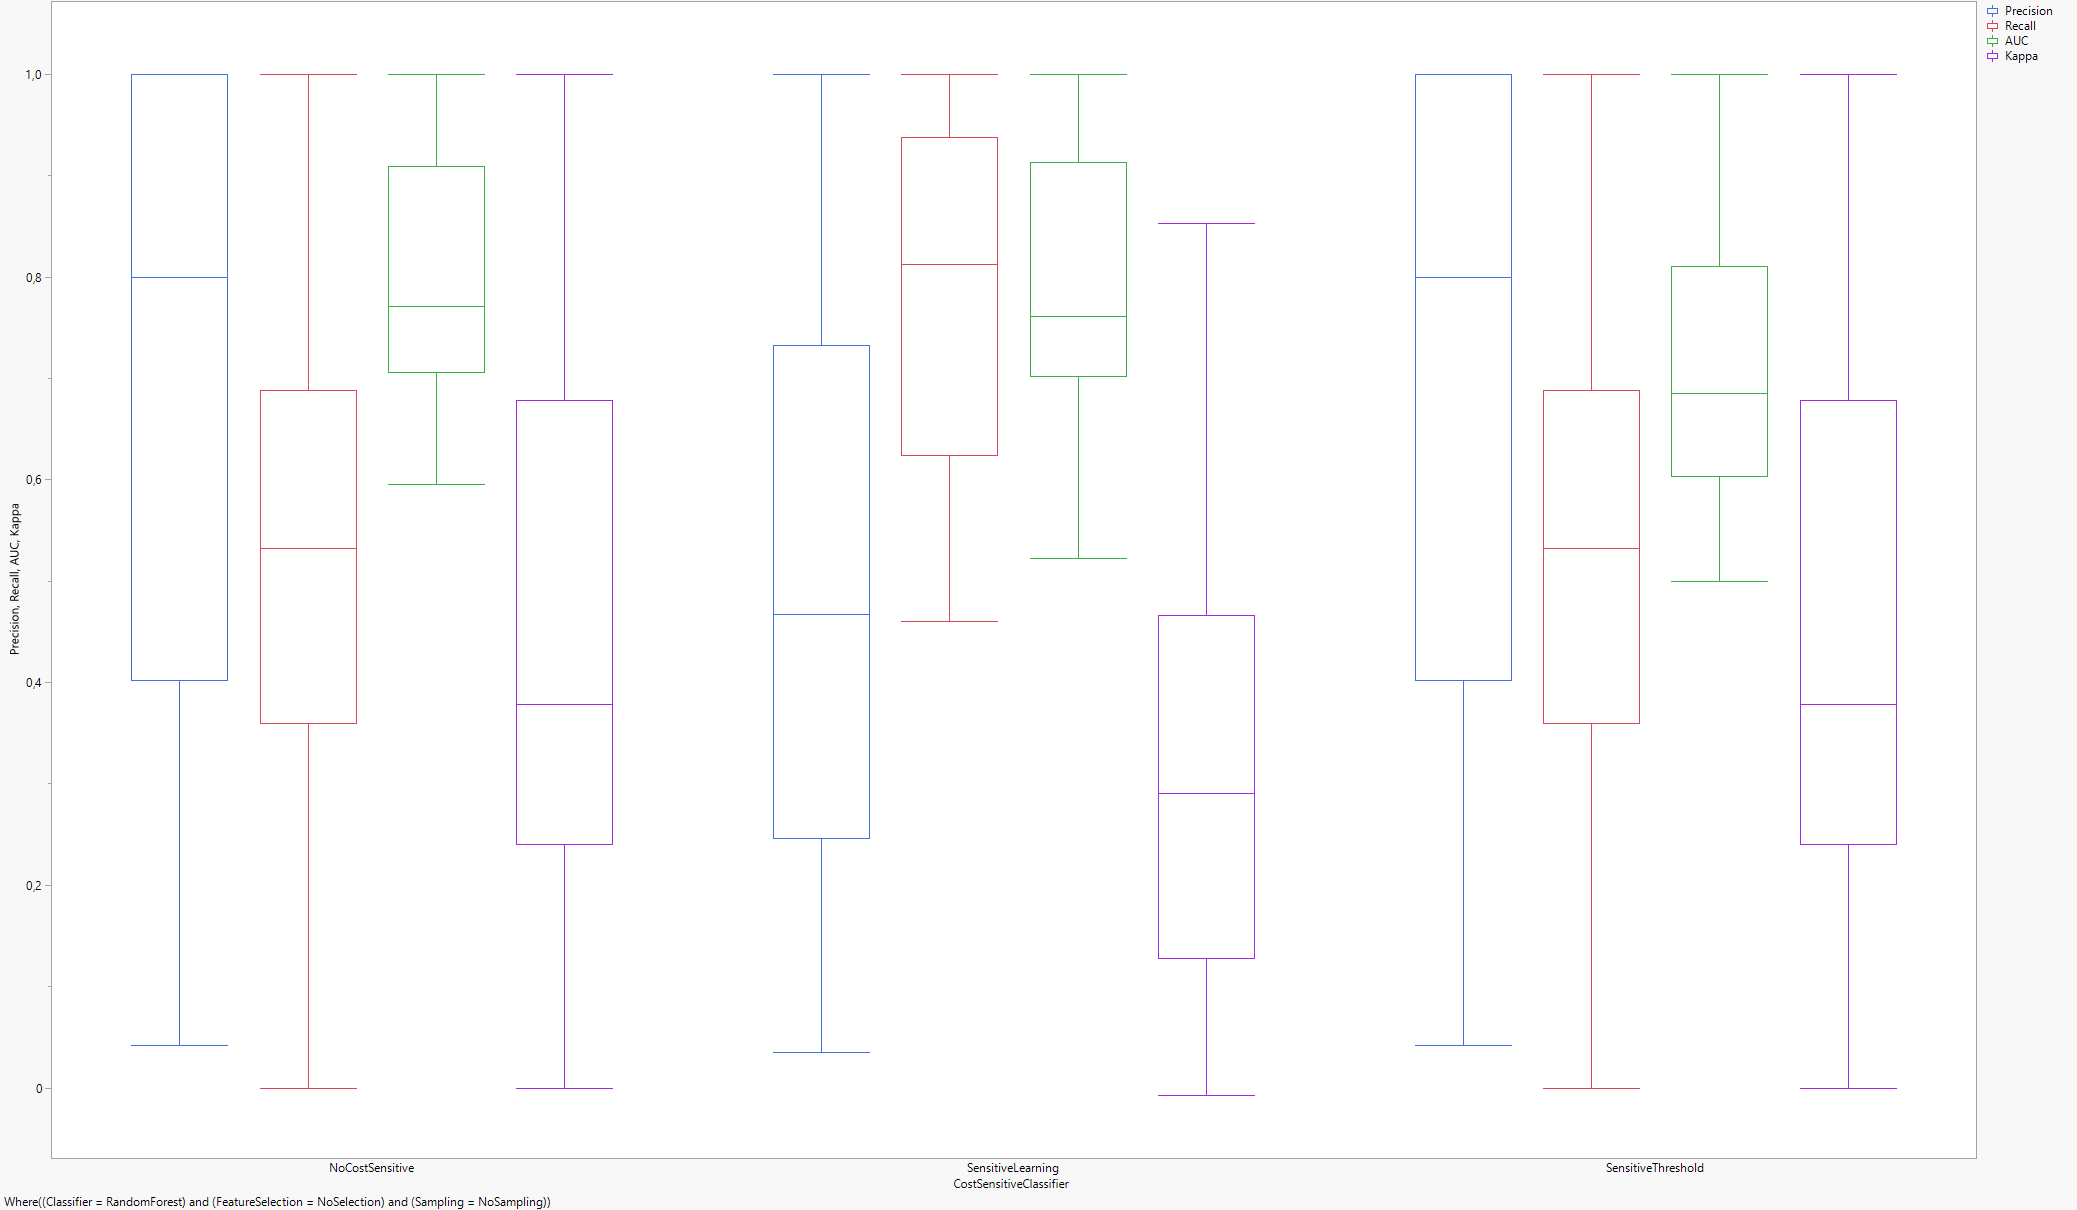 Precision
Recall
AUC
Kappa
1,0
0,8
0,6
0,4
0,2
0
Precision, Recall, AUC, Kappa
NoCostSensitive
SensitiveLearning
SensitiveThreshold
CostSensitiveClassifier
Where((Classifier = RandomForest) and (FeatureSelection = NoSelection) and (Sampling = NoSampling))